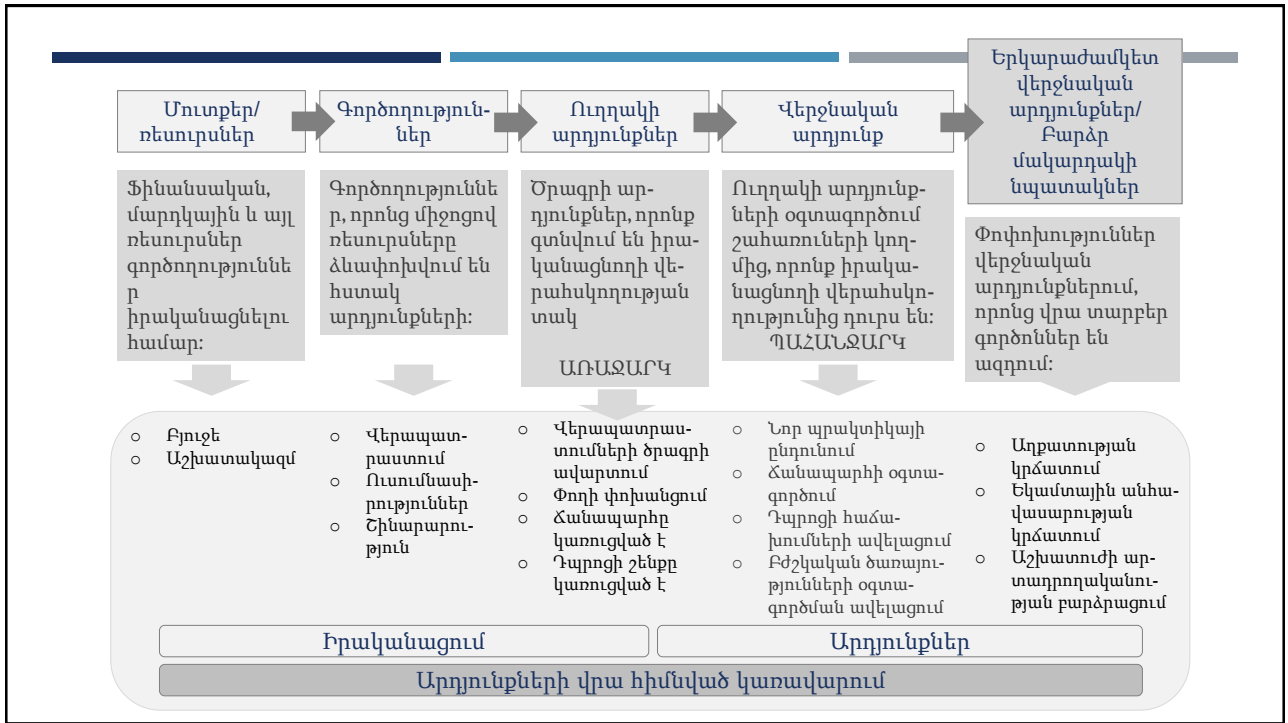 Մուտքեր/
ռեսուրսներ
Գործողություն-
ներ
Ուղղակի
արդյունքներ
Վերջնական
արդյունք
Երկարաժամկետ
վերջնական
արդյունքներ/
Բարձր
մակարդակի
նպատակներ
Ֆինանսական,
մարդկային և այլ
ռեսուրսներ
գործողություննե
ր
իրականացնելու
համար:
Գործողություննե
ր, որոնց միջոցով
ռեսուրսները
ձևափոխվում են
հստակ
արդյունքների:
Ծրագրի ար-
դյունքներ, որոնք
գտնվում են իրա-
կանացնողի վե-
րահսկողության
տակ
ԱՌԱՋԱՐԿ
Ուղղակի արդյունք-
ների օգտագործում
շահառուների կող-
մից, որոնք իրակա-
նացնողի վերահսկո-
ղությունից դուրս են:
ՊԱՀԱՆՋԱՐԿ
Փոփոխություններ
վերջնական
արդյունքներում,
որոնց վրա տարբեր
գործոններ են
ազդում:
o Բյուջե
o Աշխատակազմ
o Վերապատ-
րաստում
o Ուսումնասի-
րություններ
o Շինարարու-
թյուն
o Վերապատրաս-
տումների ծրագրի
ավարտում
o Փողի փոխանցում
o Ճանապարհը
կառուցված է
o Դպրոցի շենքը
կառուցված է
o Նոր պրակտիկայի
ընդունում
o Ճանապարհի օգտա-
գործում
o Դպրոցի հաճա-
խումների ավելացում
o Բժշկական ծառայու-
թյունների օգտա-
գործման ավելացում
o Աղքատության
կրճատում
o Եկամտային անհա-
վասարության
կրճատում
o Աշխատուժի ար-
տադրողականու-
թյան բարձրացում
Իրականացում
Արդյունքներ
Արդյունքների վրա հիմնված կառավարում